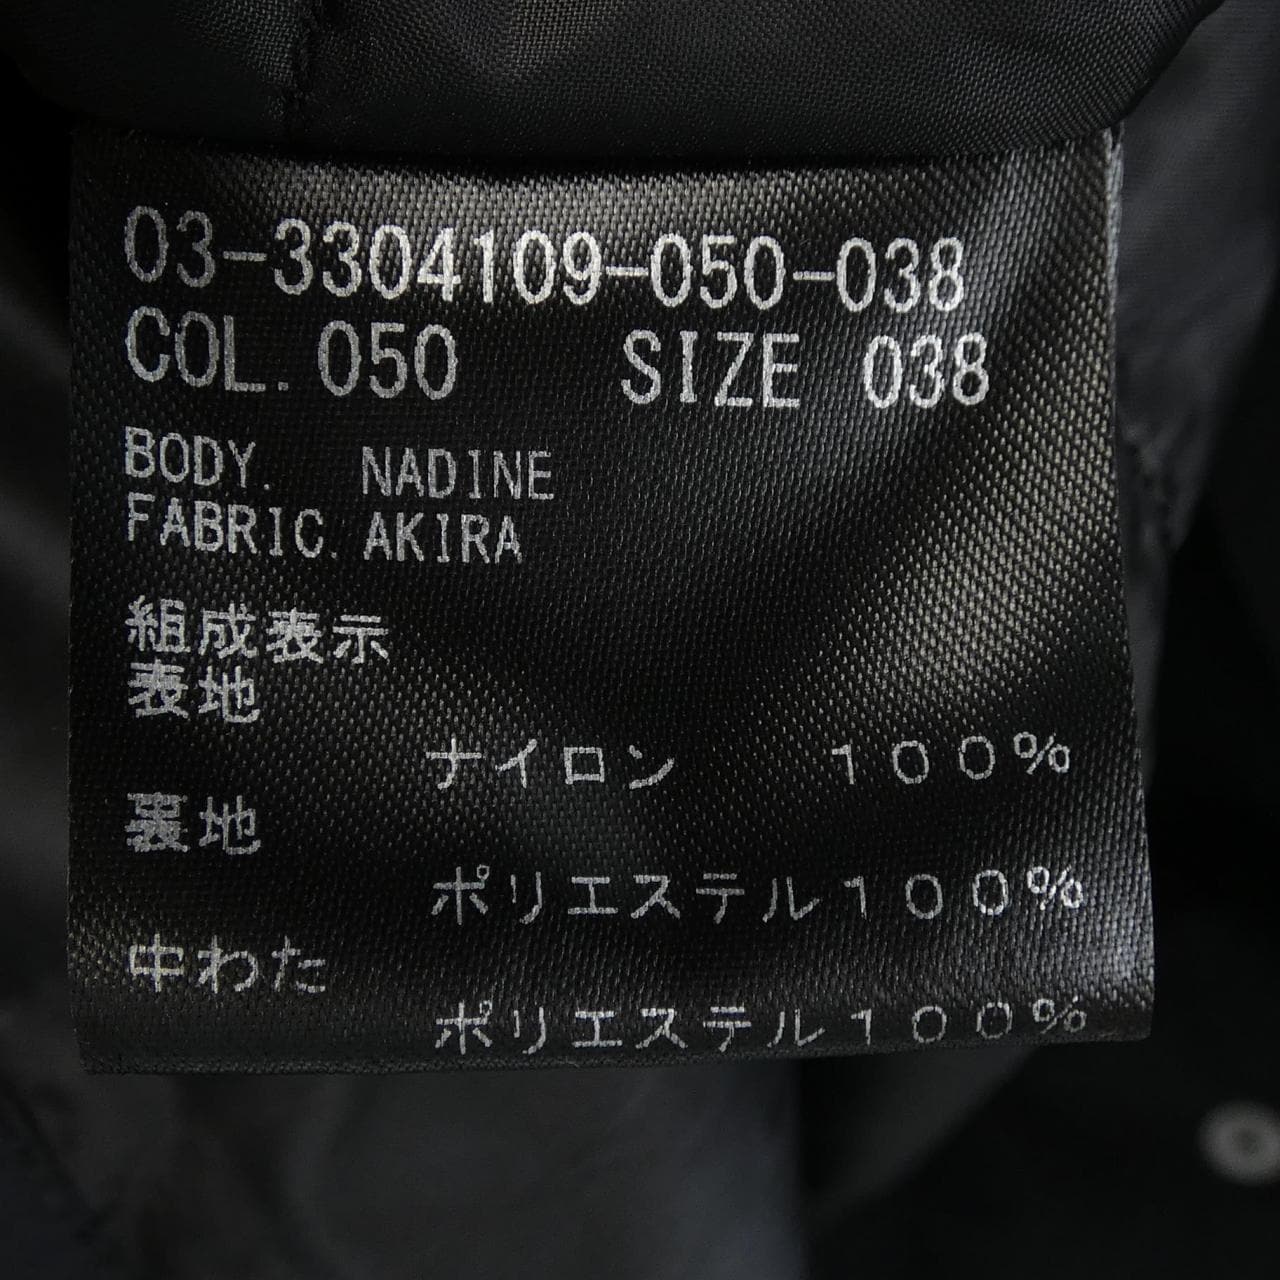 03-3304109-050-038
COL. 050 SIZE 038
BODY. NADINE
FABRIC. AKIRA
組成表示
表地
ナイロン 100%
裏地
ポリエステル100%
中わた
ポリエステル100%